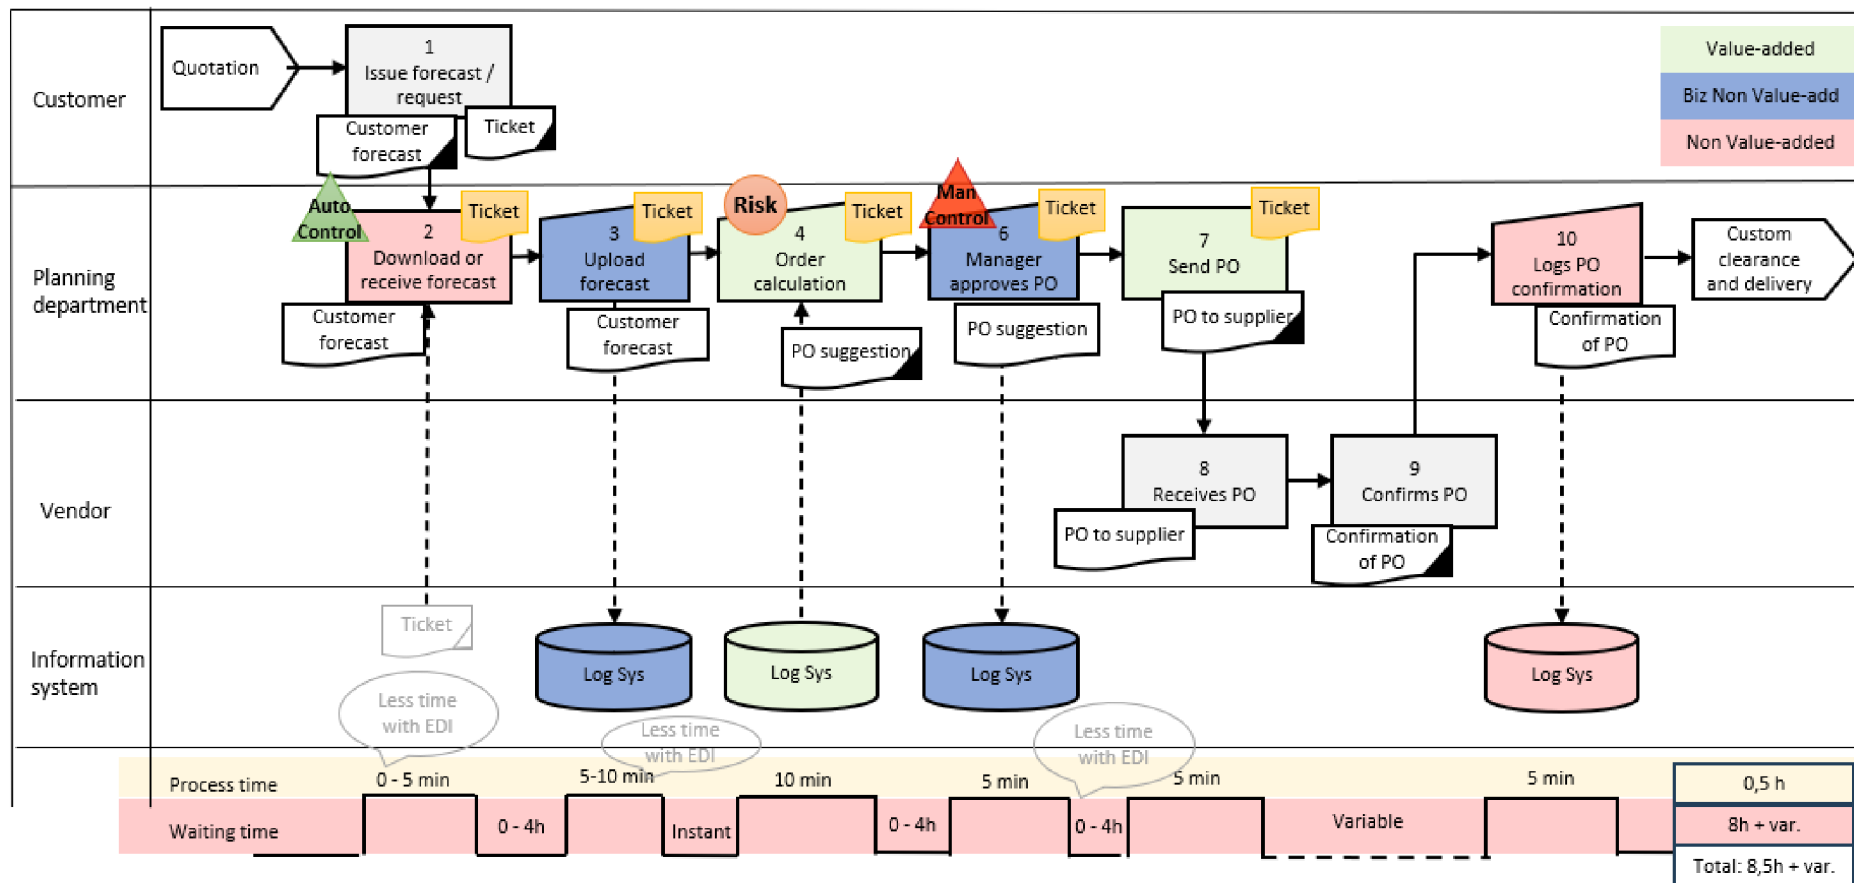 Customer
Quotation
1
Issue forecast /
request
Customer
forecast
Ticket
Value-added
Biz Non Value-add
Non Value-added
Planning
department
Auto
Control
Ticket
2
Download or
receive forecast
Customer
forecast
Ticket
3
Upload
forecast
Customer
forecast
Risk
Ticket
4
Order
calculation
PO suggestion
Man
Control
Ticket
6
Manager
approves PO
PO suggestion
Ticket
7
Send PO
PO to supplier
10
Logs PO
confirmation
Confirmation
of PO
Custom
clearance
and delivery
Vendor
8
Receives PO
PO to supplier
9
Confirms PO
Confirmation
of PO
Information
system
Ticket
Less time
with EDI
Log Sys
Less time
with EDI
Log Sys
Log Sys
Less time
with EDI
Log Sys
Process time
0 - 5 min
5-10 min
10 min
5 min
5 min
5 min
0,5 h
Waiting time
0 - 4h
Instant
0 - 4h
0 - 4h
Variable
8h + var.
Total: 8,5h + var.